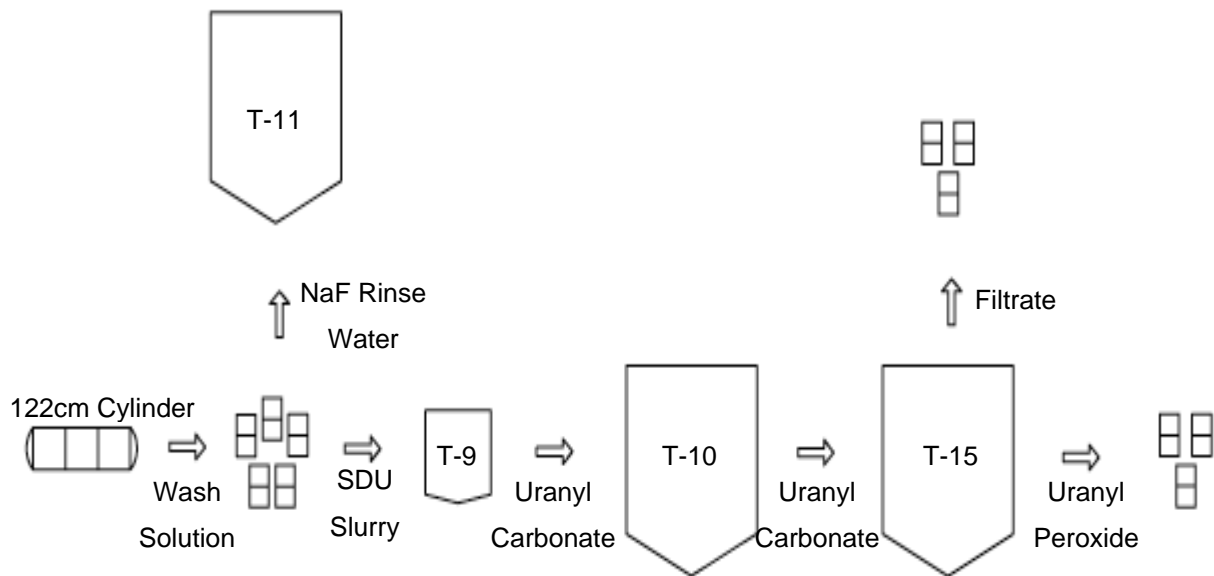 T-11
NaF Rinse
Water
Filtrate
122cm Cylinder
Wash
Solution
SDU
Slurry
T-9
Uranyl
Carbonate
T-10
Uranyl
Carbonate
T-15
Uranyl
Peroxide